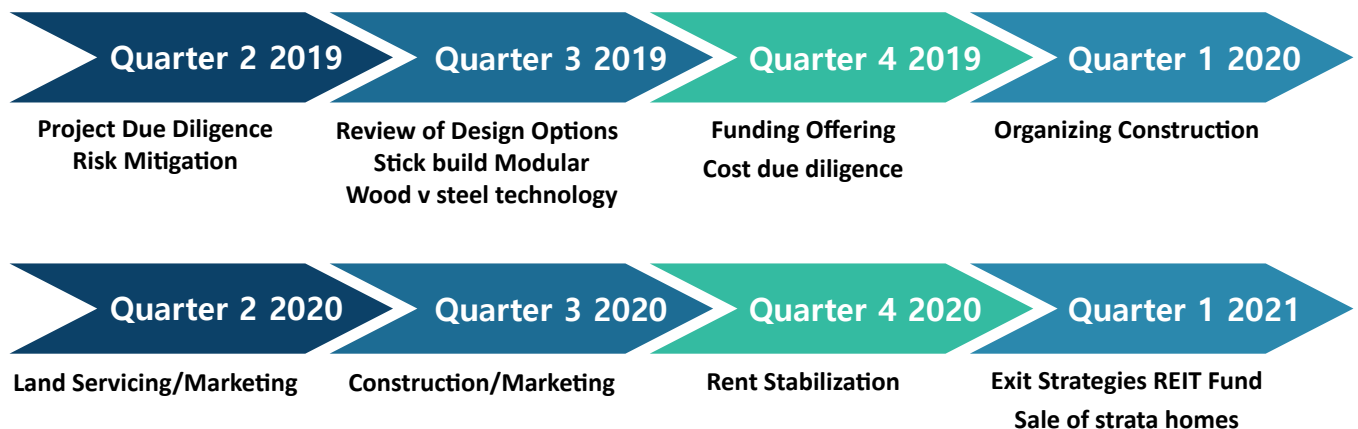 Quarter 2 2019
Quarter 3 2019
Quarter 4 2019
Quarter 1 2020
Project Due Diligence
Risk Mitigation
Review of Design Options
Stick build Modular
Wood v steel technology
Funding Offering
Cost due diligence
Organizing Construction
Quarter 2 2020
Quarter 3 2020
Quarter 4 2020
Quarter 1 2021
Land Servicing/Marketing
Construction/Marketing
Rent Stabilization
Exit Strategies REIT Fund
Sale of strata homes